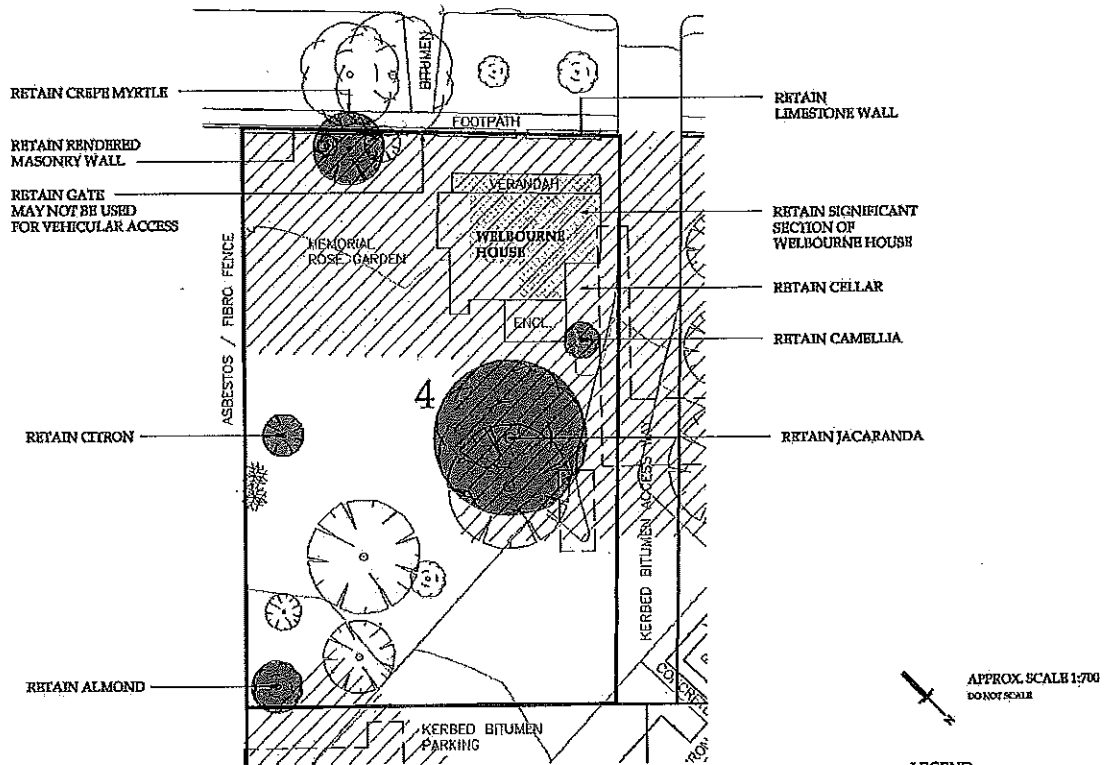 BITUMEN
RETAIN CREPE MYRTLE
RETAIN
LIMESTONE WALL
FOOTPATH
RETAIN RENDERED
MASONRY WALL
RETAIN GATE
MAY NOT BE USED
FOR VEHICULAR ACCESS
VERANDAH
RETAIN SIGNIFICANT
SECTION OF
WELBOURNE HOUSE
WELBOURNE
HOUSE
MEMORIAL
ROSE GARDEN
ASBESTOS / FIBRO FENCE
RETAIN CELLAR
ENCL.
RETAIN CAMELLIA
4
RETAIN CITRON
RETAIN JACARANDA
KERBED BITUMEN ACCESS WAY
RETAIN ALMOND
APPROX. SCALE 1:700
DO NOT SCALE
N
KERBED BITUMEN
PARKING
LEGEND